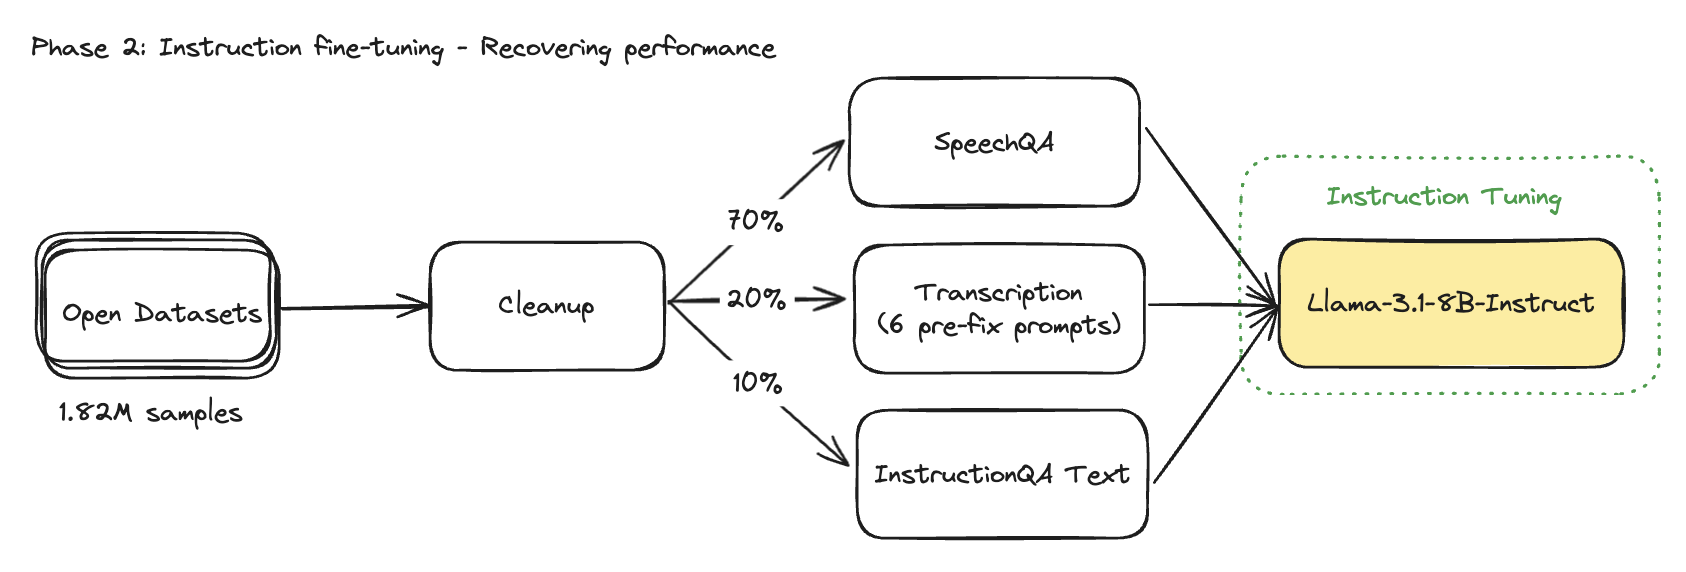 Phase 2: Instruction fine-tuning - Recovering performance
SpeechQA
70%
Instruction Tuning
Open Datasets
Cleanup
20%
Transcription
(6 pre-fix prompts)
Llama-3.1-8B-Instruct
10%
1.82M samples
InstructionQA Text